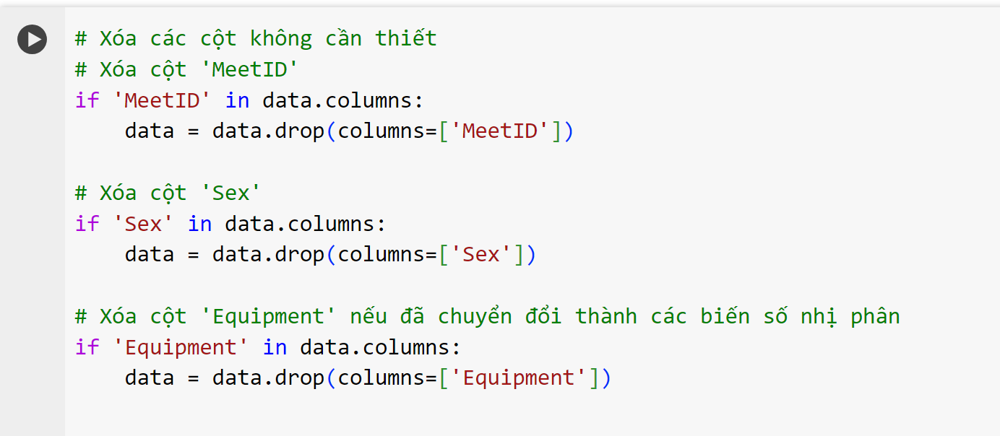 # Xóa các cột không cần thiết
# Xóa cột 'MeetID'
if 'MeetID' in data.columns:
    data = data.drop(columns=['MeetID'])
# Xóa cột 'Sex'
if 'Sex' in data.columns:
    data = data.drop(columns=['Sex'])
# Xóa cột 'Equipment' nếu đã chuyển đổi thành các biến số nhị phân
if 'Equipment' in data.columns:
    data = data.drop(columns=['Equipment'])